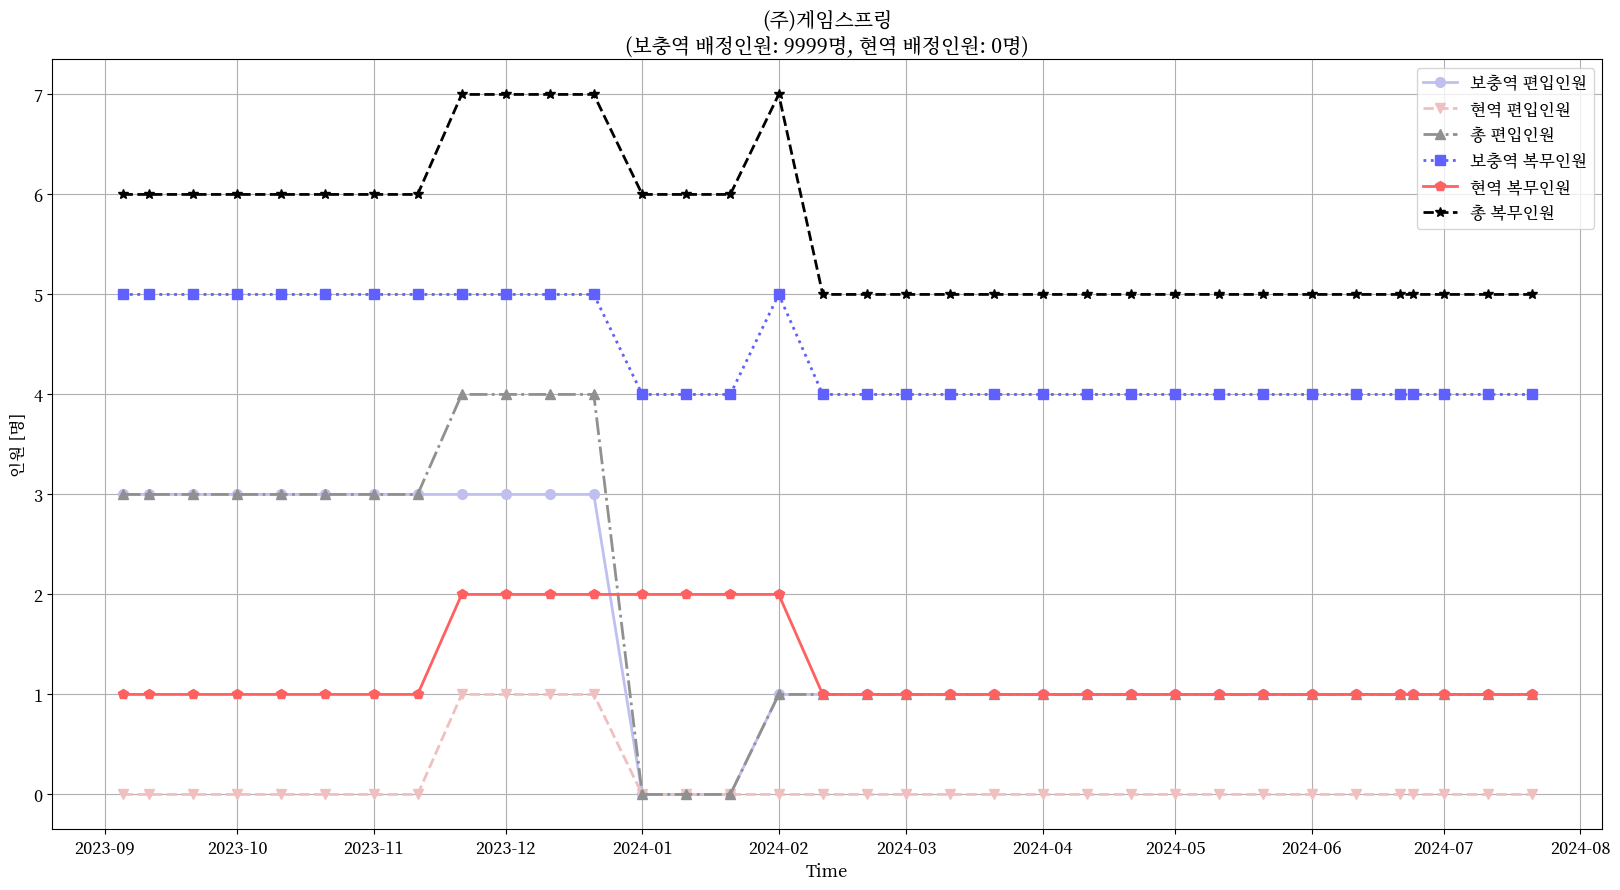 (주)게임스프링
(보충역 배정인원: 9999명, 현역 배정인원: 0명)
보충역 편입인원
현역 편입인원
총 편입인원
보충역 복무인원
현역 복무인원
총 복무인원
인원 [명]
7
6
5
4
3
2
1
0
2023-09 2023-10 2023-11 2023-12 2024-01 2024-02 2024-03 2024-04 2024-05 2024-06 2024-07 2024-08
Time